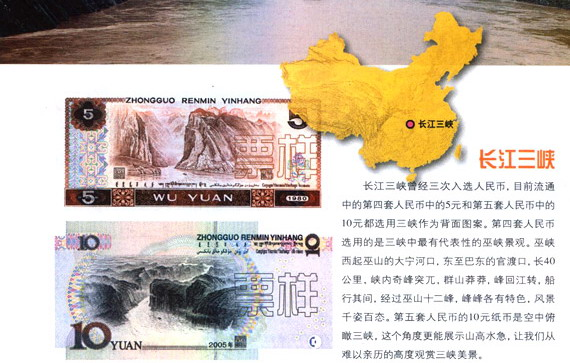 ZHONGGUO RENMIN YINHANG
5
5
票样
WU YUAN
1980
10
10
ZHONGGUO RENMIN YINHANG
票样
10 YUAN
2005年
长江三峡
长江三峡
长江三峡曾经三次入选人民币,目前流通
中的第四套人民币中的5元和第五套人民币中的
10元都选用三峡作为背面图案。第四套人民币
选用的是三峡中最有代表性的巫峡景观。巫峡
西起巫山的大宁河口,东至巴东的官渡口,长40
公里,峡内奇峰突兀,群山莽莽,峰回江转,船
行其间,经过巫山十二峰,峰峰各有特色,风景
千姿百态。第五套人民币的10元纸币是空中俯
瞰三峡。这个角度更能展示山高水急,让我们从
难以亲历的高度观赏三峡美景。